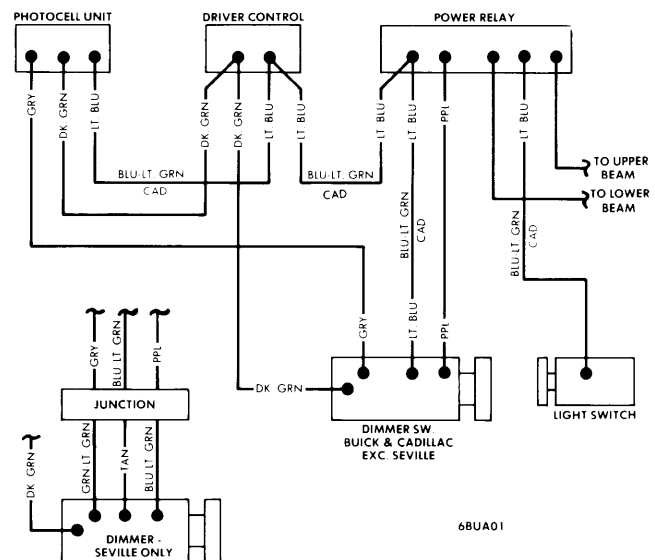 PHOTOCELL UNIT
DRIVER CONTROL
POWER RELAY
GRY
DK GRN
LT BLU
DK GRN
DK GRN
LT BLU
LT BLU
LT BLU
LT BLU
PPL
LT BLU
BLU-LT. GRN
CAD
BLU-LT. GRN
CAD
TO UPPER
BEAM
TO LOWER
BEAM
BLU-LT GRN
CAD
BLU-LT GRN
CAD
GRY
LT BLU
PPL
DK GRN
DIMMER SW.
BUICK & CADILLAC
EXC. SEVILLE
LIGHT SWITCH
GRY
BLU LT GRN
PPL
JUNCTION
DK GRN
GRN LT GRN
TAN
BLU LT GRN
DIMMER -
SEVILLE ONLY
6BUA01